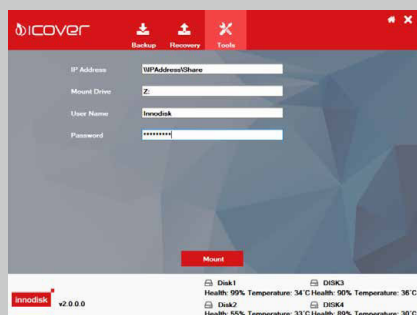 iCover
Backup Recovery Tools
IP Address \\IPAddress\Share
Mount Drive Z:
User Name Innodisk
Password *********
Mount
Disk1 DISK3
Health: 99% Temperature: 34°C Health: 90% Temperature: 36°C
innodisk v2.0.0.0
Disk2 DISK4
Health: 55% Temperature: 33°C Health: 89% Temperature: 30°C